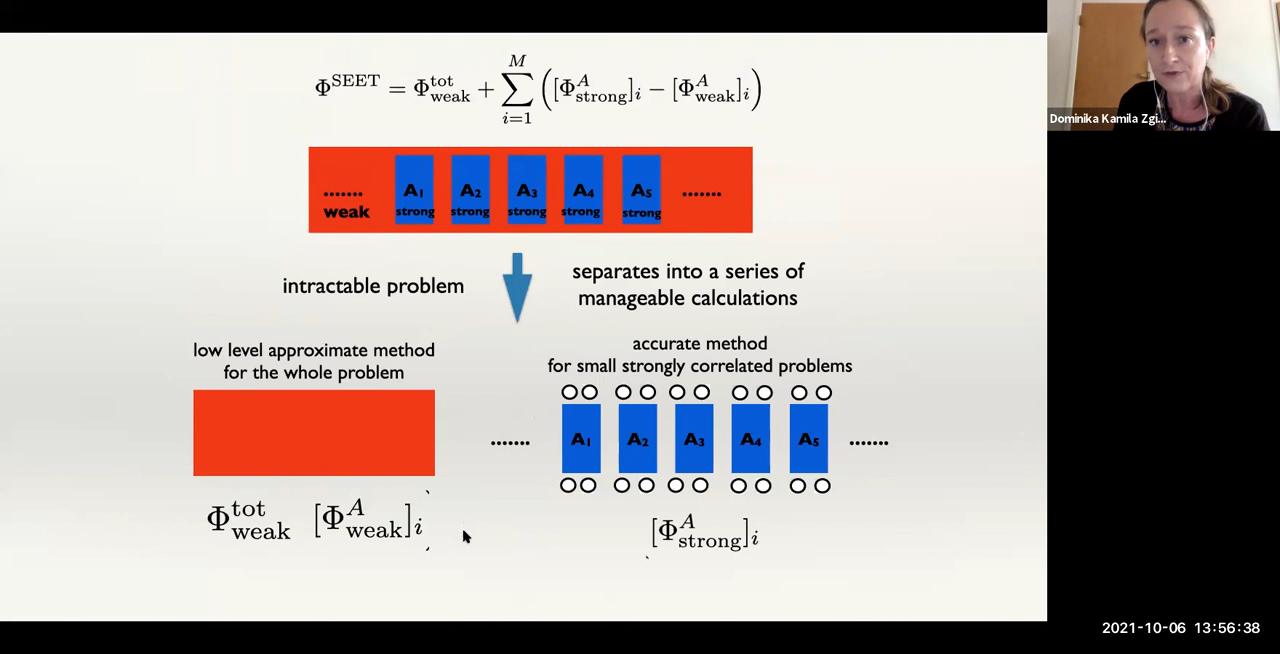 Φ^SEET = Φ^tot_weak + ∑_{i=1}^{M} ([Φ^A_strong]_i − [Φ^A_weak]_i)
Dominika Kamila Zgi...
....... A₁ A₂ A₃ A₄ A₅ .......
weak strong strong strong strong strong
intractable problem
separates into a series of
manageable calculations
low level approximate method
for the whole problem
accurate method
for small strongly correlated problems
....... A₁ A₂ A₃ A₄ A₅ .......
Φ^tot_weak [Φ^A_weak]_i
[Φ^A_strong]_i
2021-10-06 13:56:38